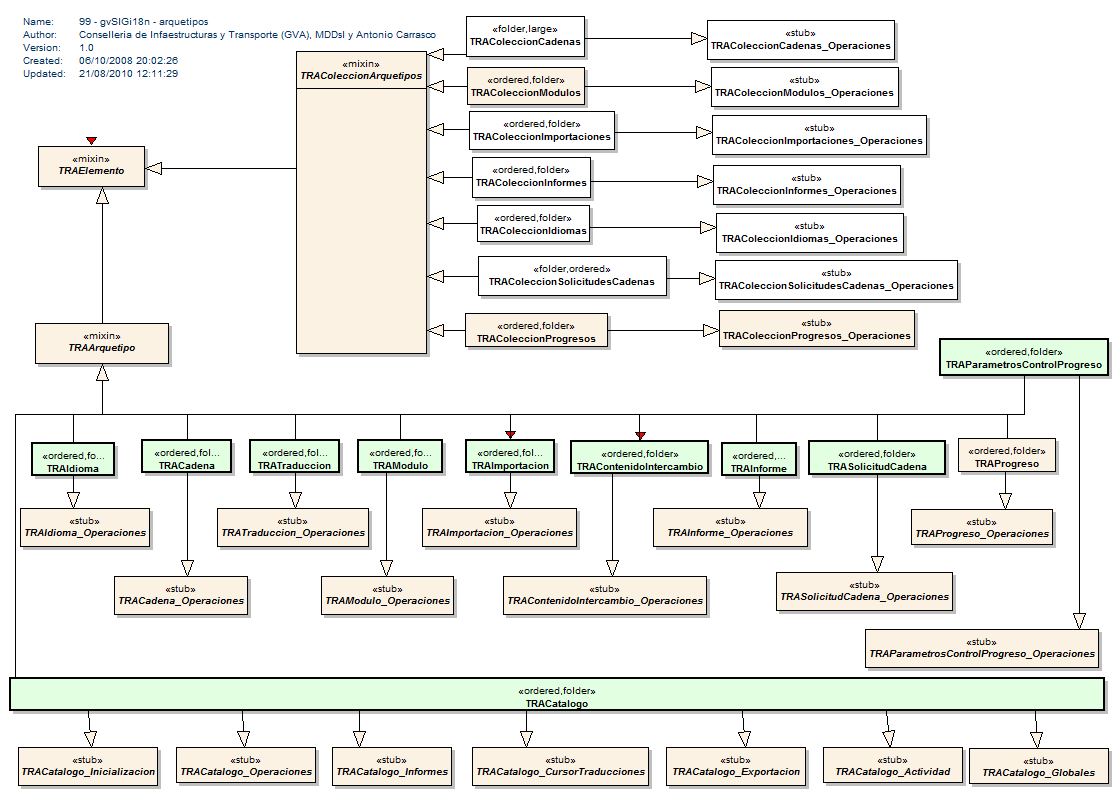 Name: 99 - gvSIGi18n - arquetipos
Author: Conselleria de Infaestructuras y Transporte (GVA), MDDsl y Antonio Carrasco
Version: 1.0
Created: 06/10/2008 20:02:26
Updated: 21/08/2010 12:11:29
«mixin»
TRAColeccionArquetipos
«folder,large»
TRAColeccionCadenas
«stub»
TRAColeccionCadenas_Operaciones
«ordered,folder»
TRAColeccionModulos
«stub»
TRAColeccionModulos_Operaciones
«ordered,folder»
TRAColeccionImportaciones
«stub»
TRAColeccionImportaciones_Operaciones
«mixin»
TRAElemento
«ordered,folder»
TRAColeccionInformes
«stub»
TRAColeccionInformes_Operaciones
«ordered,folder»
TRAColeccionIdiomas
«stub»
TRAColeccionIdiomas_Operaciones
«folder,ordered»
TRAColeccionSolicitudesCadenas
«stub»
TRAColeccionSolicitudesCadenas_Operaciones
«mixin»
TRAArquetipo
«ordered,folder»
TRAColeccionProgresos
«stub»
TRAColeccionProgresos_Operaciones
«ordered,folder»
TRAParametrosControlProgreso
«ordered,fo...
TRAIdioma
«ordered,fol...
TRACadena
«ordered,fol...
TRATraduccion
«ordered,fol...
TRAModulo
«ordered,fol...
TRAImportacion
«ordered,folder»
TRAContenidoIntercambio
«ordered,...
TRAInforme
«ordered,folder»
TRASolicitudCadena
«ordered,folder»
TRAProgreso
«stub»
TRAIdioma_Operaciones
«stub»
TRATraduccion_Operaciones
«stub»
TRAImportacion_Operaciones
«stub»
TRAInforme_Operaciones
«stub»
TRAProgreso_Operaciones
«stub»
TRACadena_Operaciones
«stub»
TRAModulo_Operaciones
«stub»
TRAContenidoIntercambio_Operaciones
«stub»
TRASolicitudCadena_Operaciones
«stub»
TRAParametrosControlProgreso_Operaciones
«ordered,folder»
TRACatalogo
«stub»
TRACatalogo_Inicializacion
«stub»
TRACatalogo_Operaciones
«stub»
TRACatalogo_Informes
«stub»
TRACatalogo_CursorTraducciones
«stub»
TRACatalogo_Exportacion
«stub»
TRACatalogo_Actividad
«stub»
TRACatalogo_Globales